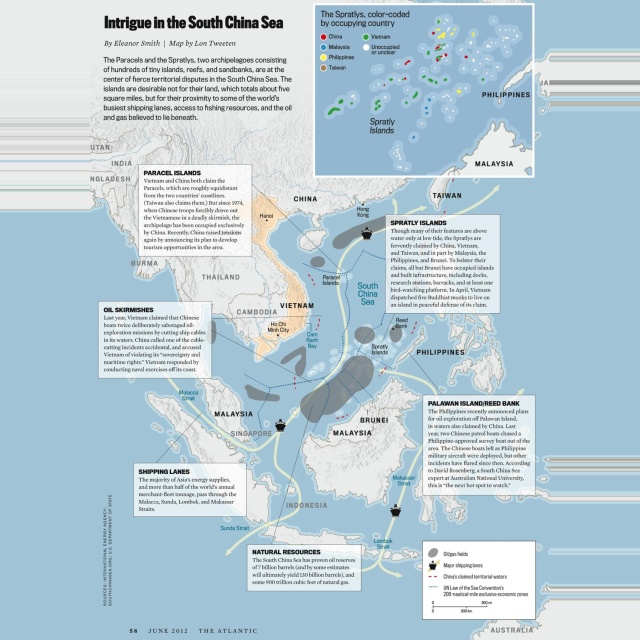 Intrigue in the South China Sea
By Eleanor Smith | Map by Lon Tweeten
The Paracels and the Spratlys, two archipelagoes consisting
of hundreds of tiny islands, reefs, and sandbanks, are at the
center of fierce territorial disputes in the South China Sea. The
islands are desirable not for their land, which totals about five
square miles, but for their proximity to some of the world's
busiest shipping lanes, access to fishing resources, and the oil
and gas believed to lie beneath.
The Spratlys, color-coded
by occupying country
China
Vietnam
Malaysia
Unoccupied
or unclear
Philippines
Taiwan
Spratly
Islands
PHILIPPINES
MALAYSIA
UTAN
INDIA
NGLADESH
BURMA
THAILAND
CAMBODIA
VIETNAM
CHINA
TAIWAN
Hanoi
Hong
Kong
PARACEL ISLANDS
Vietnam and China both claim the
Paracels, which are roughly equidistant
from the two countries' coastlines.
(Taiwan also claims them.) But since 1974,
when Chinese troops forcibly drove out
the Vietnamese in a deadly skirmish, the
archipelago has been occupied exclusively
by China. Recently, China raised tensions
again by announcing its plan to develop
tourism opportunities in the area.
Paracel
Islands
South
China
Sea
SPRATLY ISLANDS
Though many of their features are above
water only at low tide, the Spratlys are
fervently claimed by China, Vietnam,
and Taiwan, and in part by Malaysia, the
Philippines, and Brunei. To bolster their
claims, all but Brunei have occupied islands
and built infrastructure, including docks,
research stations, barracks, and at least one
bird-watching platform. In April, Vietnam
dispatched five Buddhist monks to live on
an island in peaceful defense of its claim.
OIL SKIRMISHES
Last year, Vietnam claimed that Chinese
boats twice deliberately sabotaged oil-
exploration missions by cutting ship cables
in its waters. China called one of the cable-
cutting incidents accidental, and accused
Vietnam of violating its "sovereignty and
maritime rights." Vietnam responded by
conducting naval exercises off its coast.
Ho Chi
Minh City
Cam
Ranh
Bay
Reed
Bank
Spratly
Islands
PHILIPPINES
Malacca
Strait
MALAYSIA
SINGAPORE
BRUNEI
MALAYSIA
PALAWAN ISLAND/REED BANK
The Philippines recently announced plans
for oil exploration off Palawan Island,
in waters also claimed by China. Last
year, two Chinese patrol boats chased a
Philippine-approved survey boat out of the
area. The Chinese boats left as Philippine
military aircraft were deployed, but other
incidents have flared since then. According
to David Rosenberg, a South China Sea
expert at Australian National University,
this is "the next hot spot to watch."
SHIPPING LANES
The majority of Asia's energy supplies,
and more than half of the world's annual
merchant-fleet tonnage, pass through the
Malacca, Sunda, Lombok, and Makassar
Straits.
Makassar
Strait
INDONESIA
Sunda Strait
Lombok
Strait
NATURAL RESOURCES
The South China Sea has proven oil reserves
of 7 billion barrels (and by some estimates
will ultimately yield 130 billion barrels), and
some 900 trillion cubic feet of natural gas.
Oil/gas fields
Major shipping lanes
China's claimed territorial waters
UN Law of the Sea Convention's
200-nautical-mile exclusive economic zones
0
300 mi
0
300 km
AUSTRALIA
SOURCES: INTERNATIONAL ENERGY AGENCY;
SOUTHCHINASEA.ORG; U.S. DEPARTMENT OF STATE
58 JUNE 2012 THE ATLANTIC